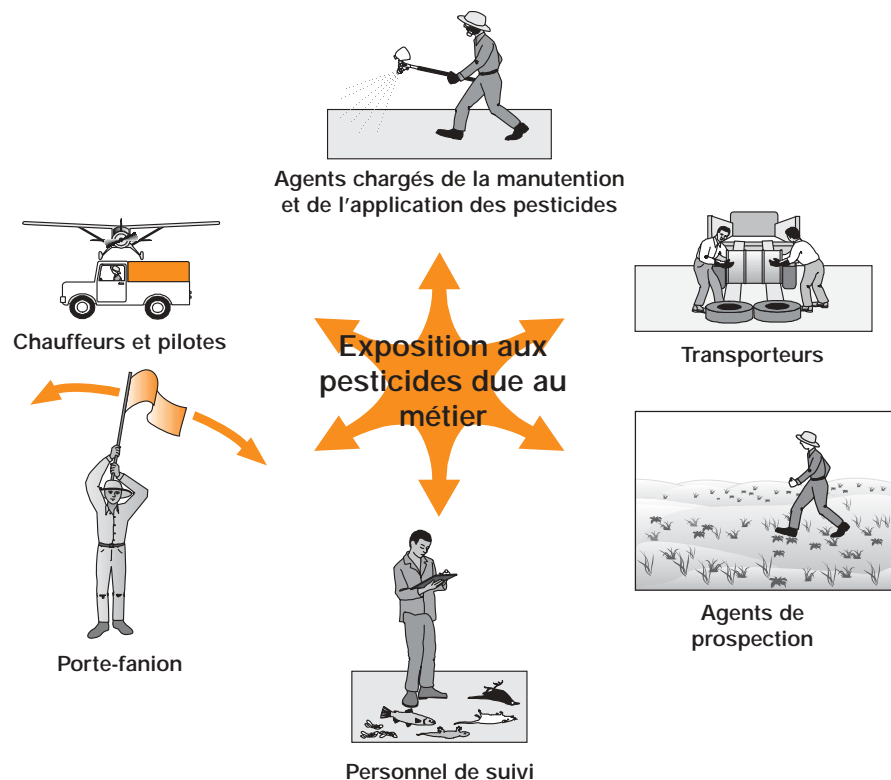 Agents chargés de la manutention
et de l'application des pesticides
Chauffeurs et pilotes
Exposition aux
pesticides due au
métier
Transporteurs
Porte-fanion
Agents de
prospection
Personnel de suivi